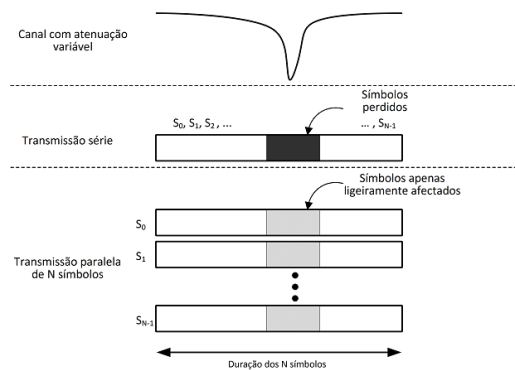 Canal com atenuação
variável
Símbolos
perdidos
S0, S1, S2, ...
... , SN-1
Transmissão série
Símbolos apenas
ligeiramente afectados
S0
S1
Transmissão paralela
de N símbolos
SN-1
Duração dos N símbolos